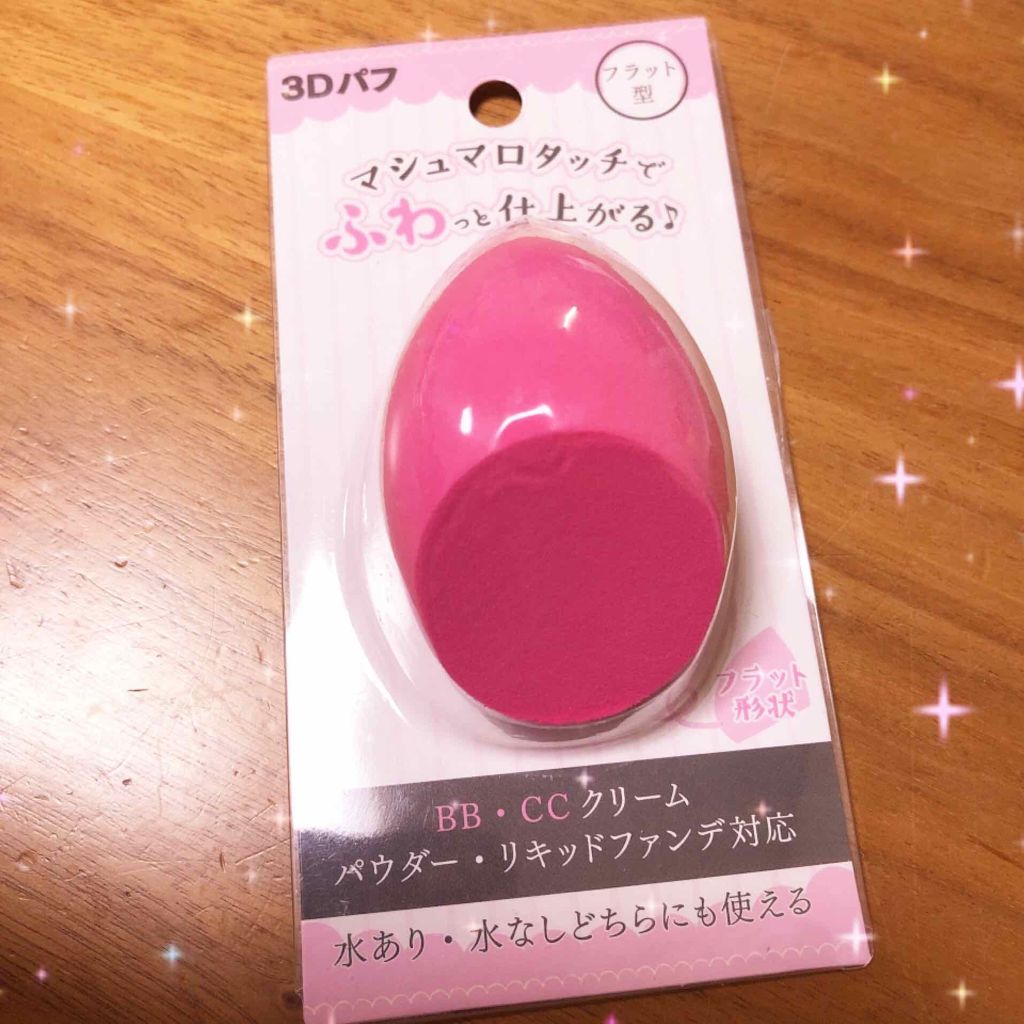 3Dパフ
フラット
型
マシュマロタッチで
ふわっと仕上がる♪
フラット
形状
BB・CCクリーム
パウダー・リキッドファンデ対応
水あり・水なしどちらにも使える